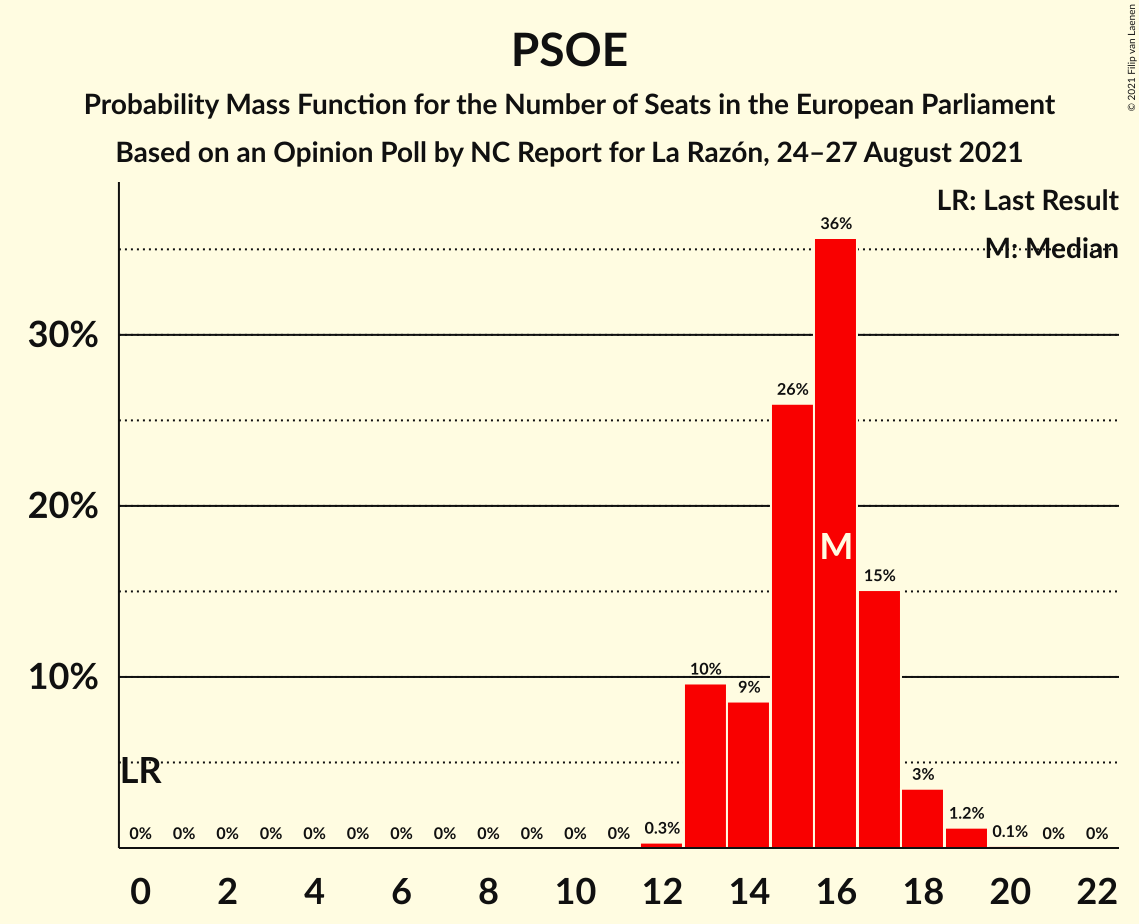 PSOE
Probability Mass Function for the Number of Seats in the European Parliament
Based on an Opinion Poll by NC Report for La Razón, 24–27 August 2021
© 2021 Filip van Laenen
LR: Last Result
M: Median
36%
30%
26%
20%
M
15%
10%
10%
9%
LR
3%
1.2%
0% 0% 0% 0% 0% 0% 0% 0% 0% 0% 0% 0% 0.3% 0.1% 0% 0%
0 2 4 6 8 10 12 14 16 18 20 22